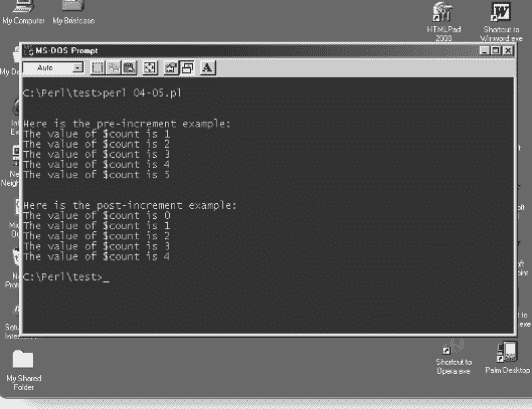 My Computer
My Briefcase
HTMLPad
2000
Shortcut to
Winword.exe
MS-DOS Prompt
Auto
A
C:\Perl\test>perl 04-05.pl
Here is the pre-increment example:
The value of $count is 1
The value of $count is 2
The value of $count is 3
The value of $count is 4
The value of $count is 5
Here is the post-increment example:
The value of $count is 0
The value of $count is 1
The value of $count is 2
The value of $count is 3
The value of $count is 4
C:\Perl\test>_
My Shared
Folder
Shortcut to
Opera.exe
Palm Desktop